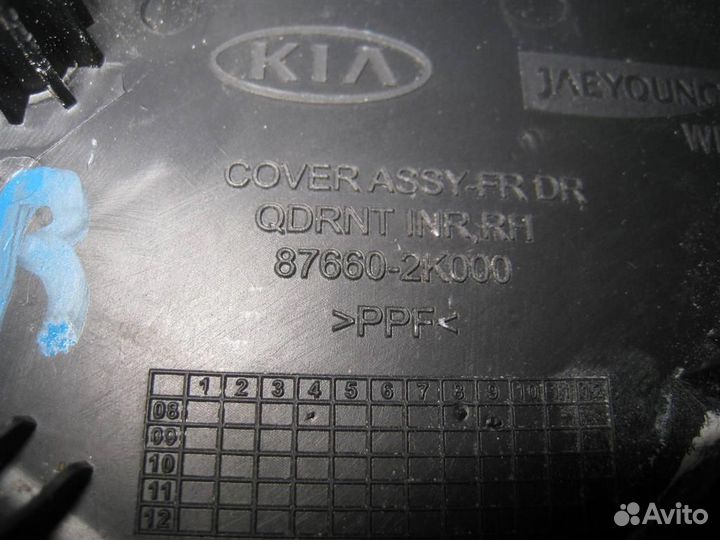 KIA
JAEYOUNG
COVER ASSY-FR DR
QDRNT INR,RH
87660-2K000
>PPF<
R
1 2 3 4 5 6 7 8 9 10 11 12
08
09
10
11
12
Avito